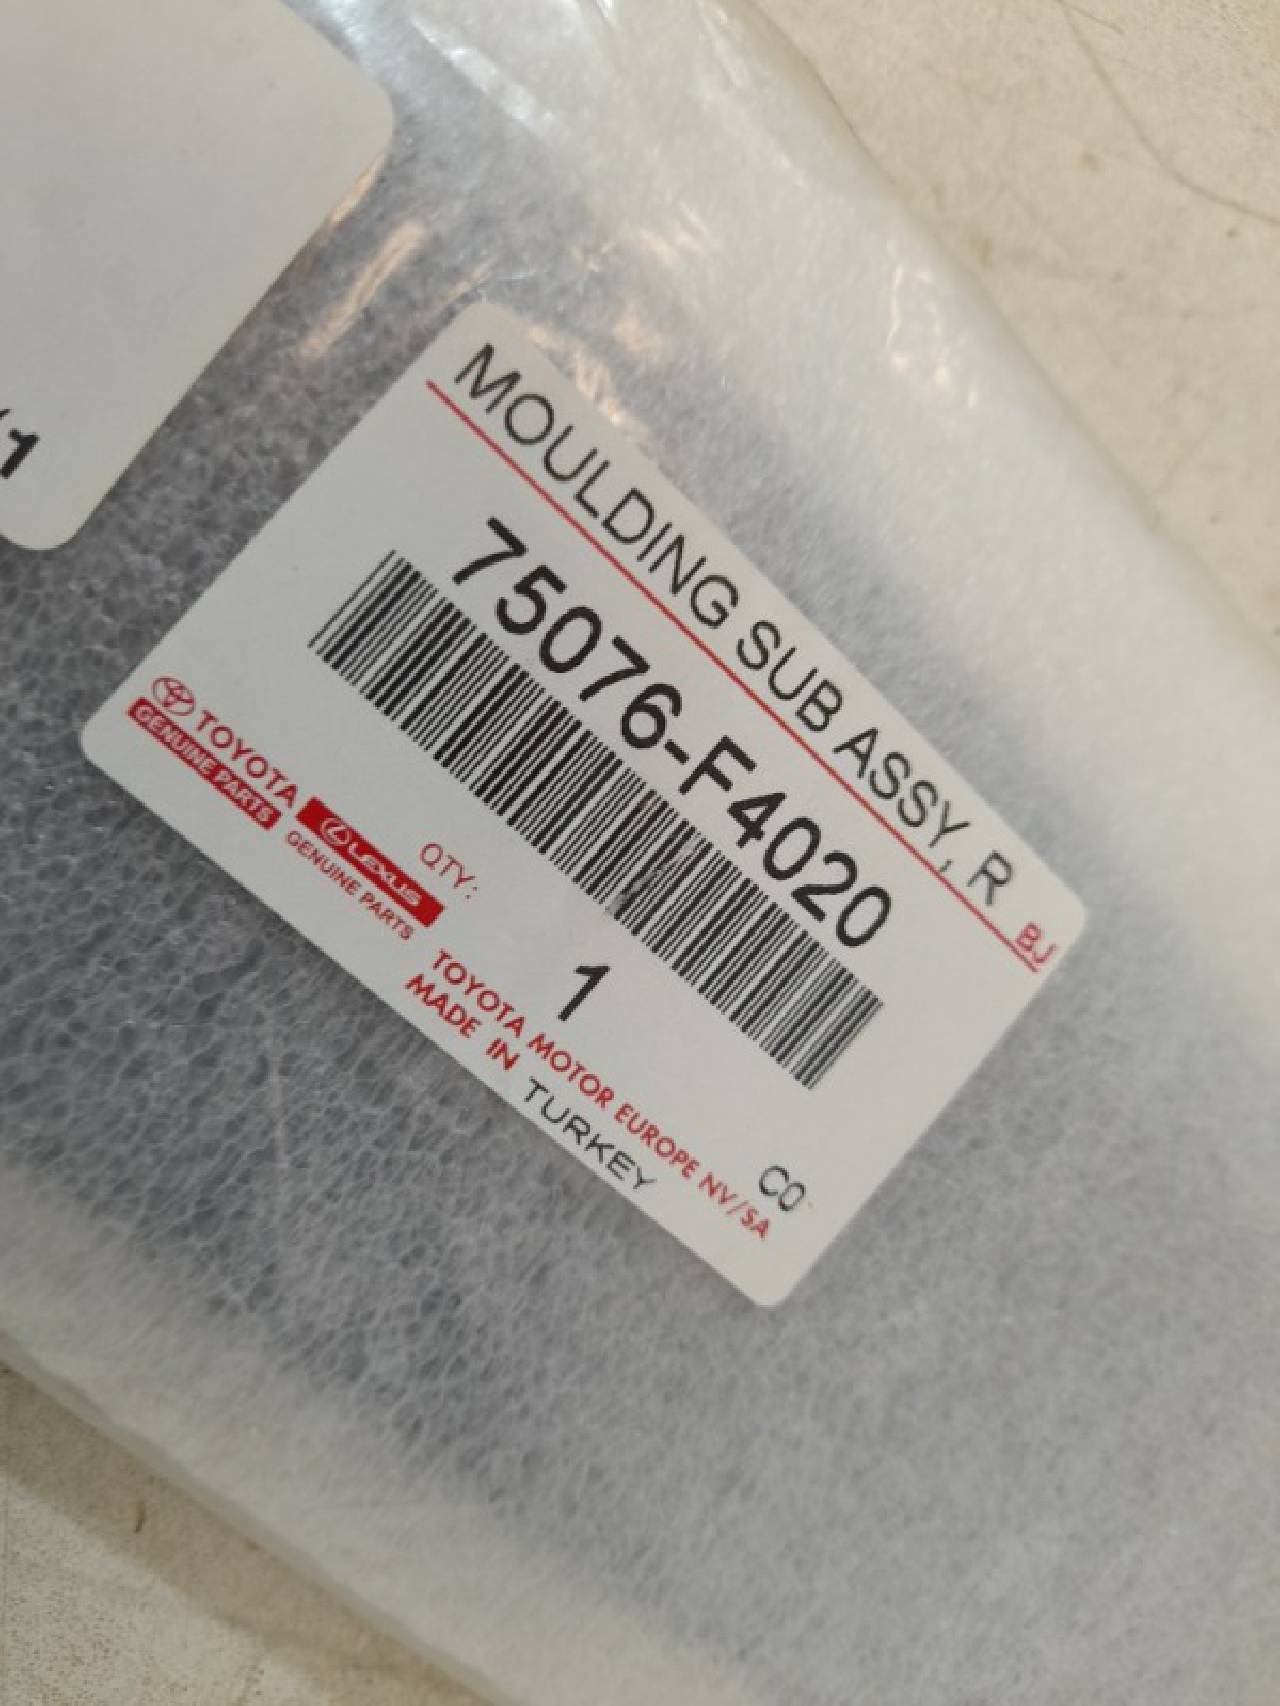 /1
MOULDING SUB ASSY, R
BJ
75076-F4020
TOYOTA
GENUINE PARTS
LEXUS
GENUINE PARTS
QTY:
1
TOYOTA MOTOR EUROPE NV/SA
MADE IN TURKEY
C0